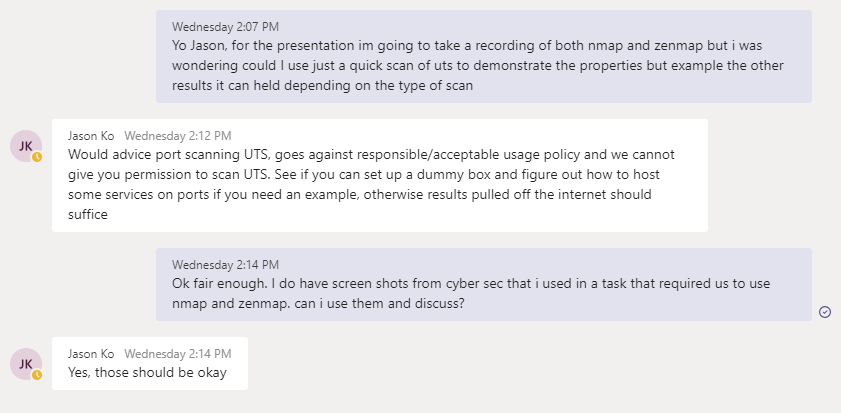 Wednesday 2:07 PM
Yo Jason, for the presentation im going to take a recording of both nmap and zenmap but i was
wondering could I use just a quick scan of uts to demonstrate the properties but example the other
results it can held depending on the type of scan
JK
Jason Ko Wednesday 2:12 PM
Would advice port scanning UTS, goes against responsible/acceptable usage policy and we cannot
give you permission to scan UTS. See if you can set up a dummy box and figure out how to host
some services on ports if you need an example, otherwise results pulled off the internet should
suffice
Wednesday 2:14 PM
Ok fair enough. I do have screen shots from cyber sec that i used in a task that required us to use
nmap and zenmap. can i use them and discuss?
JK
Jason Ko Wednesday 2:14 PM
Yes, those should be okay